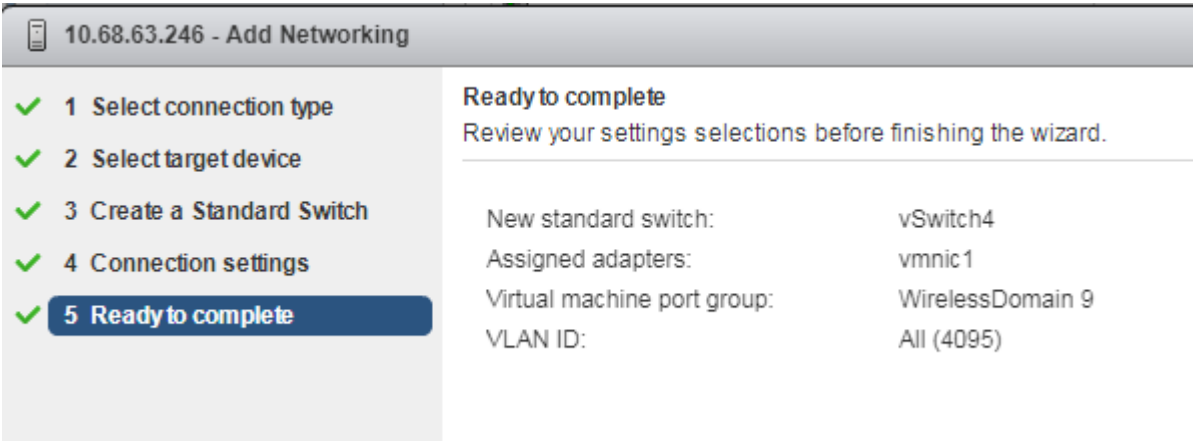 10.68.63.246 - Add Networking
1 Select connection type
2 Select target device
3 Create a Standard Switch
4 Connection settings
5 Ready to complete
Ready to complete
Review your settings selections before finishing the wizard.
New standard switch: vSwitch4
Assigned adapters: vmnic1
Virtual machine port group: WirelessDomain 9
VLAN ID: All (4095)